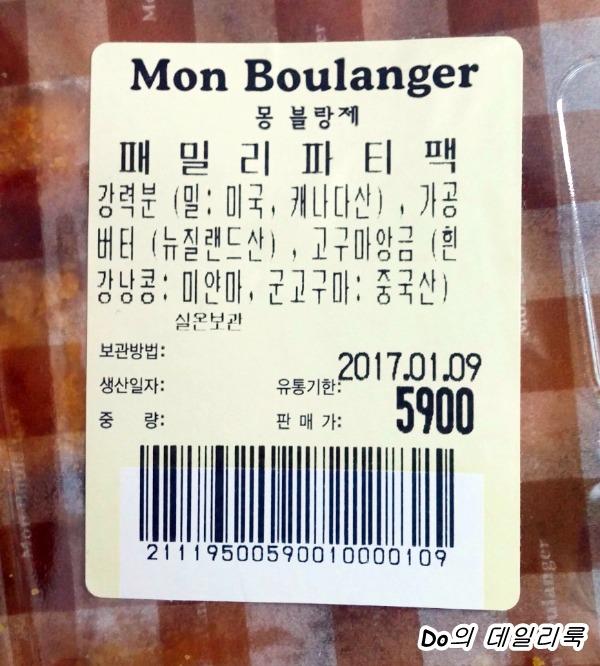 Mon Boulanger
몽 블랑제
패밀리파티팩
강력분 (밀: 미국, 캐나다산) , 가공
버터 (뉴질랜드산) , 고구마앙금 (흰
강낭콩: 미얀마, 군고구마: 중국산)
실온보관
보관방법:
2017.01.09
생산일자: 유통기한:
중 량: 판 매 가: 5900
2111950059001000010​9
Do의 데일리룩